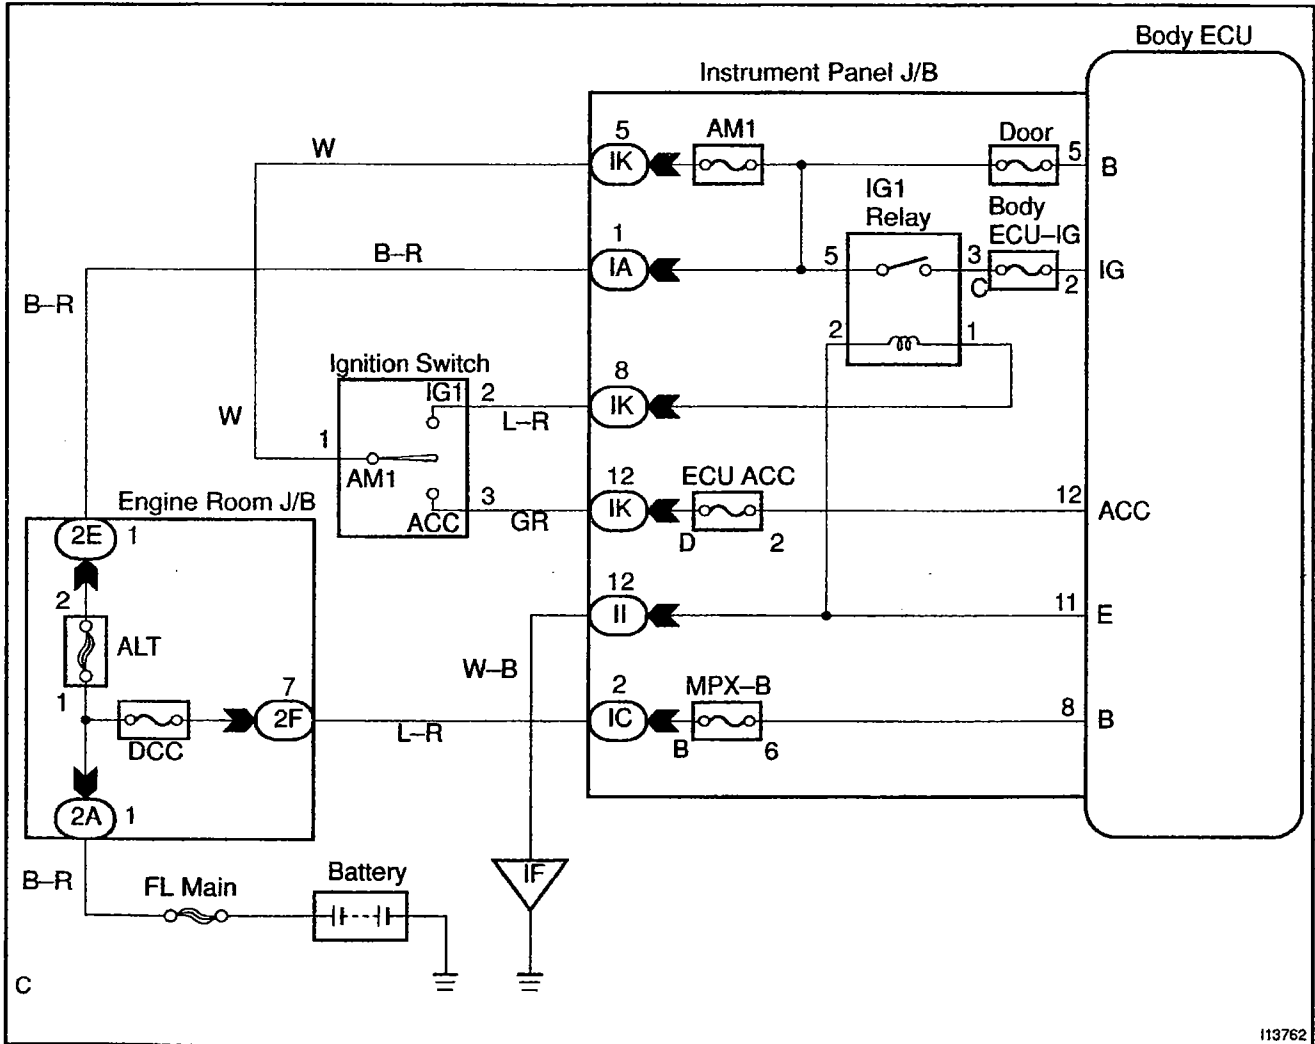 Body ECU
Instrument Panel J/B
5
AM1
Door
W
IK
5
B
IG1
Relay
Body
ECU–IG
1
B–R
IA
5
3
C
2
IG
B–R
2
1
Ignition Switch
8
IG1
2
IK
L–R
W
1
AM1
12
ECU ACC
3
12
ACC
IK
ACC
GR
D
2
Engine Room J/B
2E
1
12
2
II
11
E
ALT
W–B
1
7
2
MPX–B
2F
IC
8
B
L–R
B
6
DCC
2A
1
B–R
FL Main
Battery
IF
C
I13762